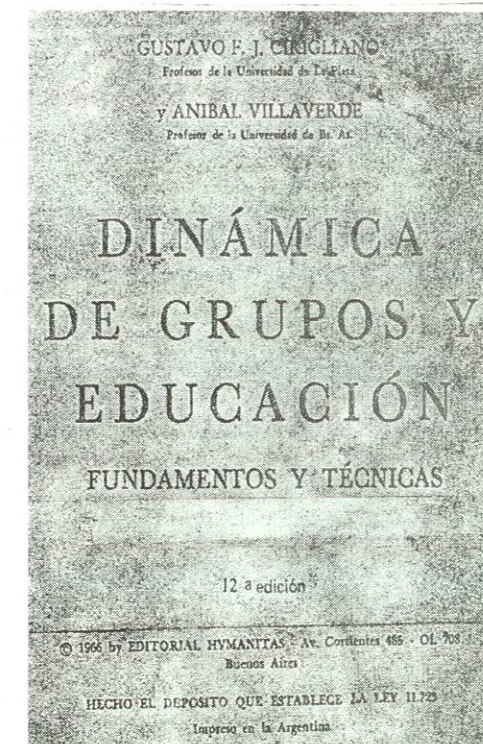 GUSTAVO F. J. CIRIGLIANO
Profesor de la Universidad de La Plata
y ANIBAL VILLAVERDE
Profesor de la Universidad de Bs. As.
DINÁMICA
DE GRUPOS Y
EDUCACIÓN
FUNDAMENTOS Y TÉCNICAS
12 ª edición
© 1966 by EDITORIAL HVMANITAS - Av. Corrientes 485 - Of. 708
Buenos Aires
HECHO EL DEPOSITO QUE ESTABLECE LA LEY 11.723
Impreso en la Argentina